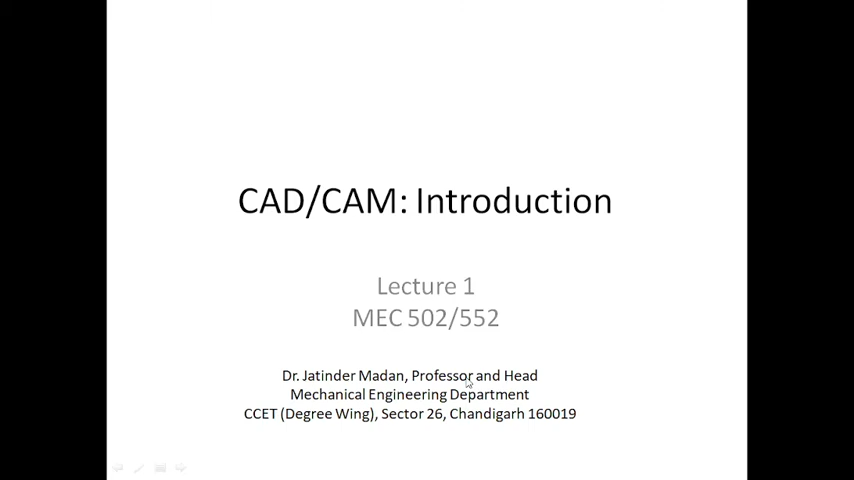 CAD/CAM: Introduction
Lecture 1
MEC 502/552
Dr. Jatinder Madan, Professor and Head
Mechanical Engineering Department
CCET (Degree Wing), Sector 26, Chandigarh 160019